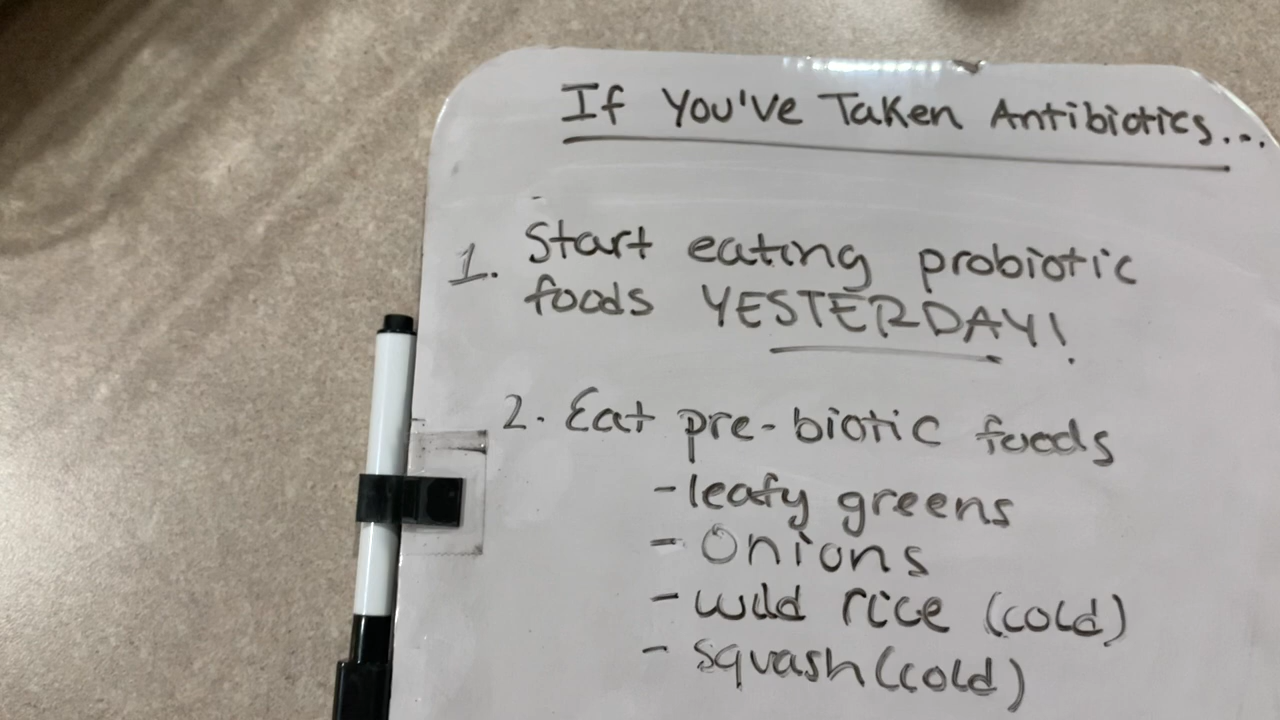 If You've Taken Antibiotics...
1. Start eating probiotic
foods YESTERDAY!
2. Eat pre-biotic foods
- leafy greens
- Onions
- wild rice (cold)
- squash (cold)